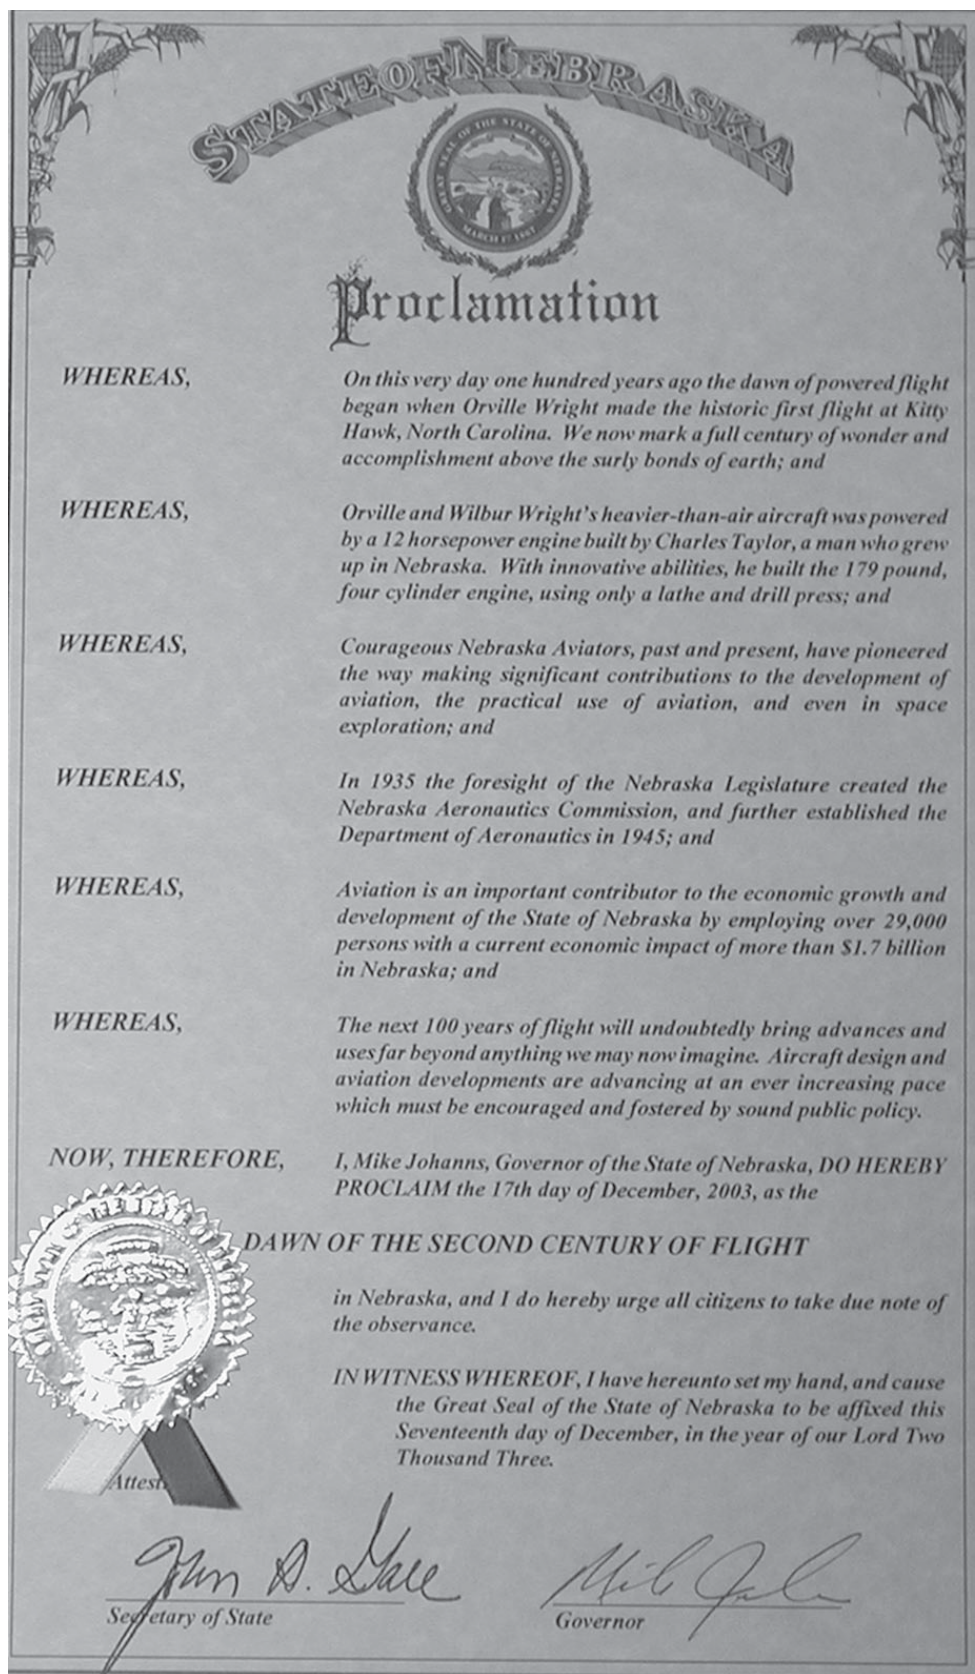 STATE OF NEBRASKA
GREAT SEAL OF THE STATE OF NEBRASKA
MARCH 1ST 1867
Proclamation
WHEREAS, On this very day one hundred years ago the dawn of powered flight
began when Orville Wright made the historic first flight at Kitty
Hawk, North Carolina. We now mark a full century of wonder and
accomplishment above the surly bonds of earth; and
WHEREAS, Orville and Wilbur Wright's heavier-than-air aircraft was powered
by a 12 horsepower engine built by Charles Taylor, a man who grew
up in Nebraska. With innovative abilities, he built the 179 pound,
four cylinder engine, using only a lathe and drill press; and
WHEREAS, Courageous Nebraska Aviators, past and present, have pioneered
the way making significant contributions to the development of
aviation, the practical use of aviation, and even in space
exploration; and
WHEREAS, In 1935 the foresight of the Nebraska Legislature created the
Nebraska Aeronautics Commission, and further established the
Department of Aeronautics in 1945; and
WHEREAS, Aviation is an important contributor to the economic growth and
development of the State of Nebraska by employing over 29,000
persons with a current economic impact of more than $1.7 billion
in Nebraska; and
WHEREAS, The next 100 years of flight will undoubtedly bring advances and
uses far beyond anything we may now imagine. Aircraft design and
aviation developments are advancing at an ever increasing pace
which must be encouraged and fostered by sound public policy.
NOW, THEREFORE, I, Mike Johanns, Governor of the State of Nebraska, DO HEREBY
PROCLAIM the 17th day of December, 2003, as the
DAWN OF THE SECOND CENTURY OF FLIGHT
in Nebraska, and I do hereby urge all citizens to take due note of
the observance.
IN WITNESS WHEREOF, I have hereunto set my hand, and cause
the Great Seal of the State of Nebraska to be affixed this
Seventeenth day of December, in the year of our Lord Two
Thousand Three.
Attest:
John A. Gale
Secretary of State
Governor